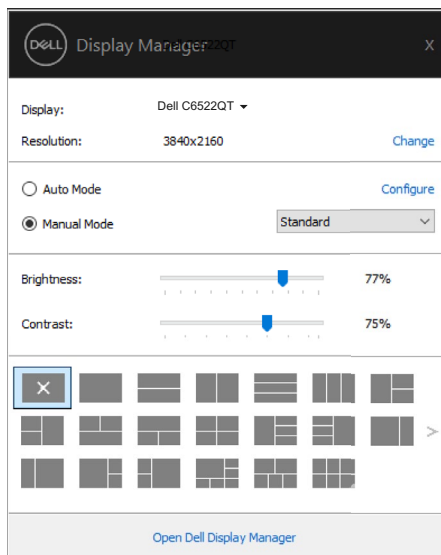 DELL Display Manager X
Display: Dell C6522QT
Resolution: 3840x2160 Change
Auto Mode Configure
Manual Mode Standard
Brightness: 77%
Contrast: 75%
Open Dell Display Manager